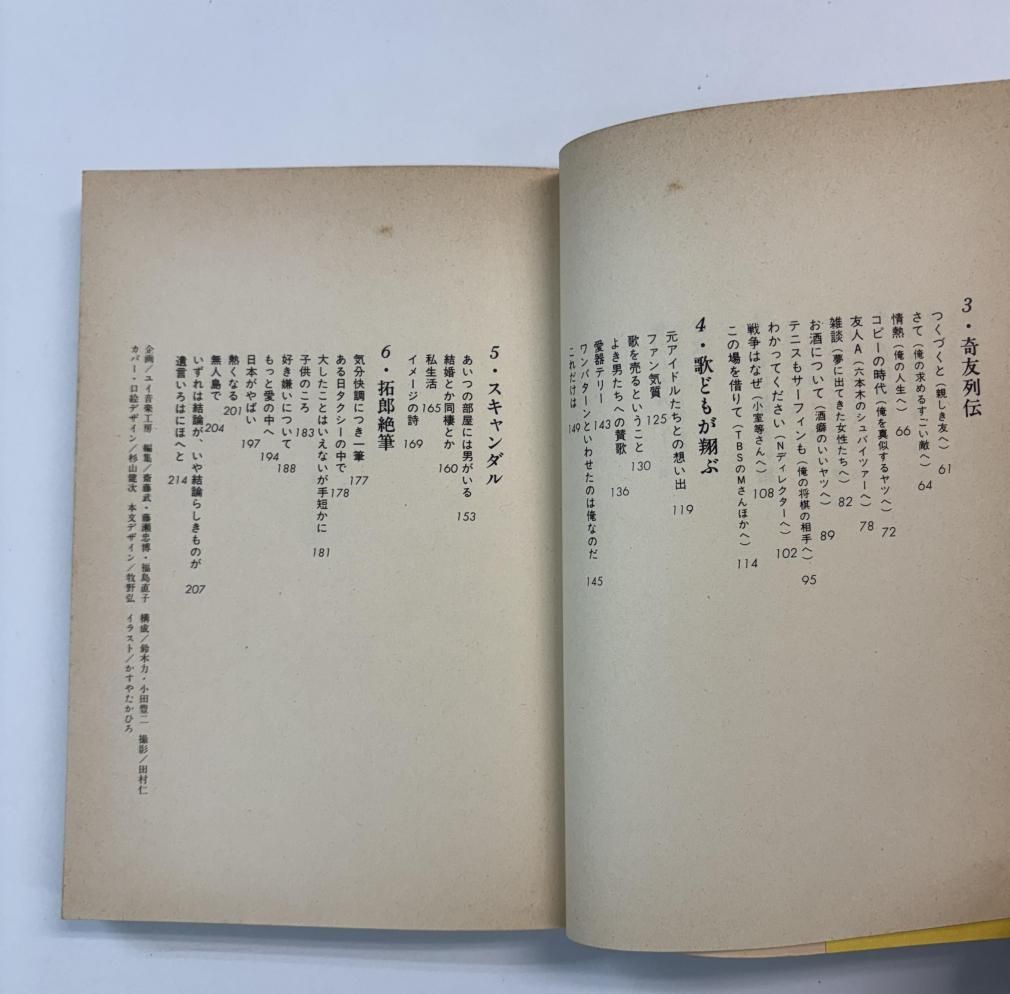 3・奇友列伝
つくづくと（親しき友へ） 61
さて（俺の求めるすごい敵へ） 64
情熱（俺の人生へ） 66
コピーの時代（俺を真似するヤツへ） 72
友人A（六本木のシュバイツァーへ） 78
雑談（夢に出てきた女性たちへ） 82
お酒について（酒癖のいいヤツへ） 89
テニスもサーフィンも（俺の将棋の相手へ） 95
わかってください（Nディレクターへ） 102
戦争はなぜ（小室等さんへ） 108
この場を借りて（TBSのMさんほかへ） 114
4・歌どもが翔ぶ
元アイドルたちとの想い出 119
ファン気質 125
歌を売るということ 130
よき男たちへの賛歌 136
愛器テリー 143
ワンパターンといわせたのは俺なのだ 145
これだけは 149
5・スキャンダル
あいつの部屋には男がいる 153
結婚とか同棲とか 160
私生活 165
イメージの詩 169
6・拓郎絶筆
気分快調につき一筆 177
ある日タクシーの中で 178
大したことはいえないが手短かに 181
子供のころ 183
好き嫌いについて 188
もっと愛の中へ 194
日本がやばい 197
熱くなる 201
無人島で 204
いずれは結論が、いや結論らしきものが 207
遺言いろはにほへと 214
企画／ユイ音楽工房 編集／斎藤武・藤瀬忠博・福島直子 構成／鈴木力・小田豊二 撮影／田村仁
カバー・口絵デザイン／杉山健次 本文デザイン／牧野弘 イラスト／かすやたかひろ